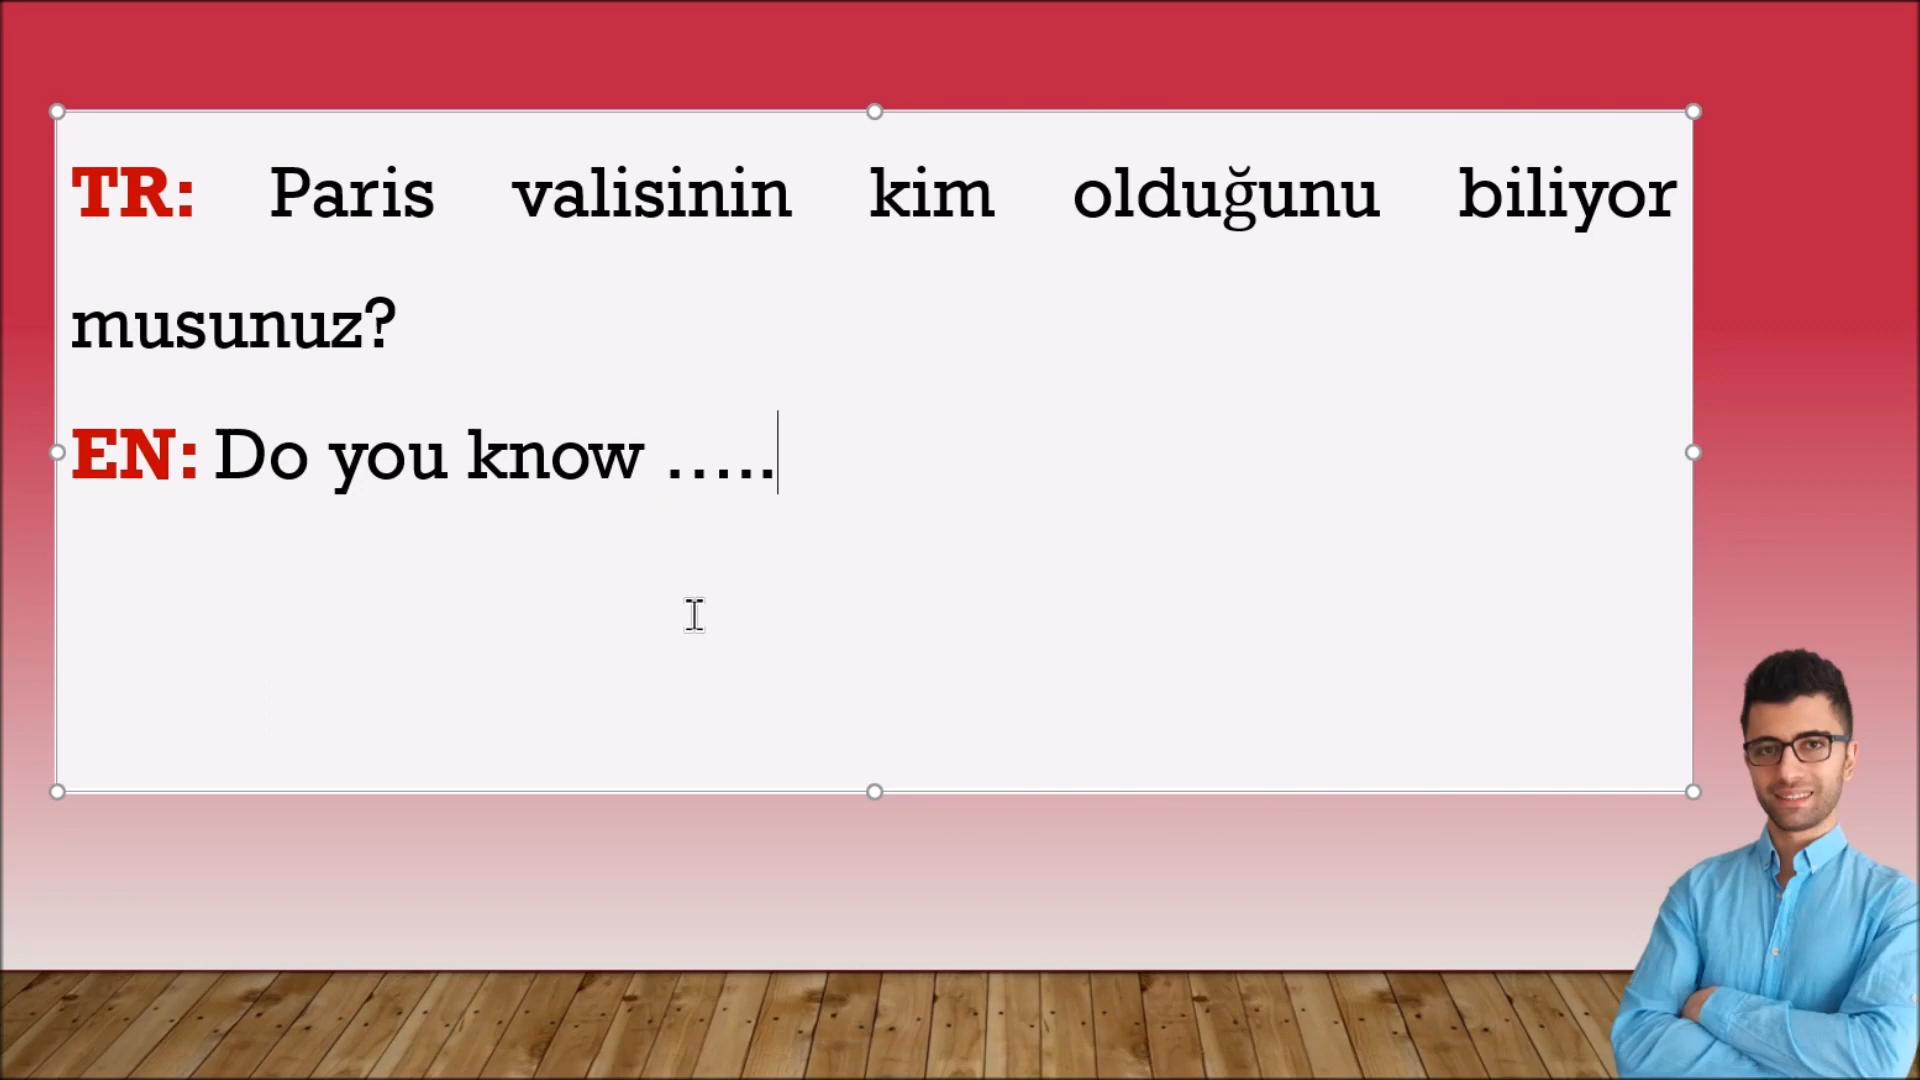 TR: Paris valisinin kim olduğunu biliyor
musunuz?
EN: Do you know .....